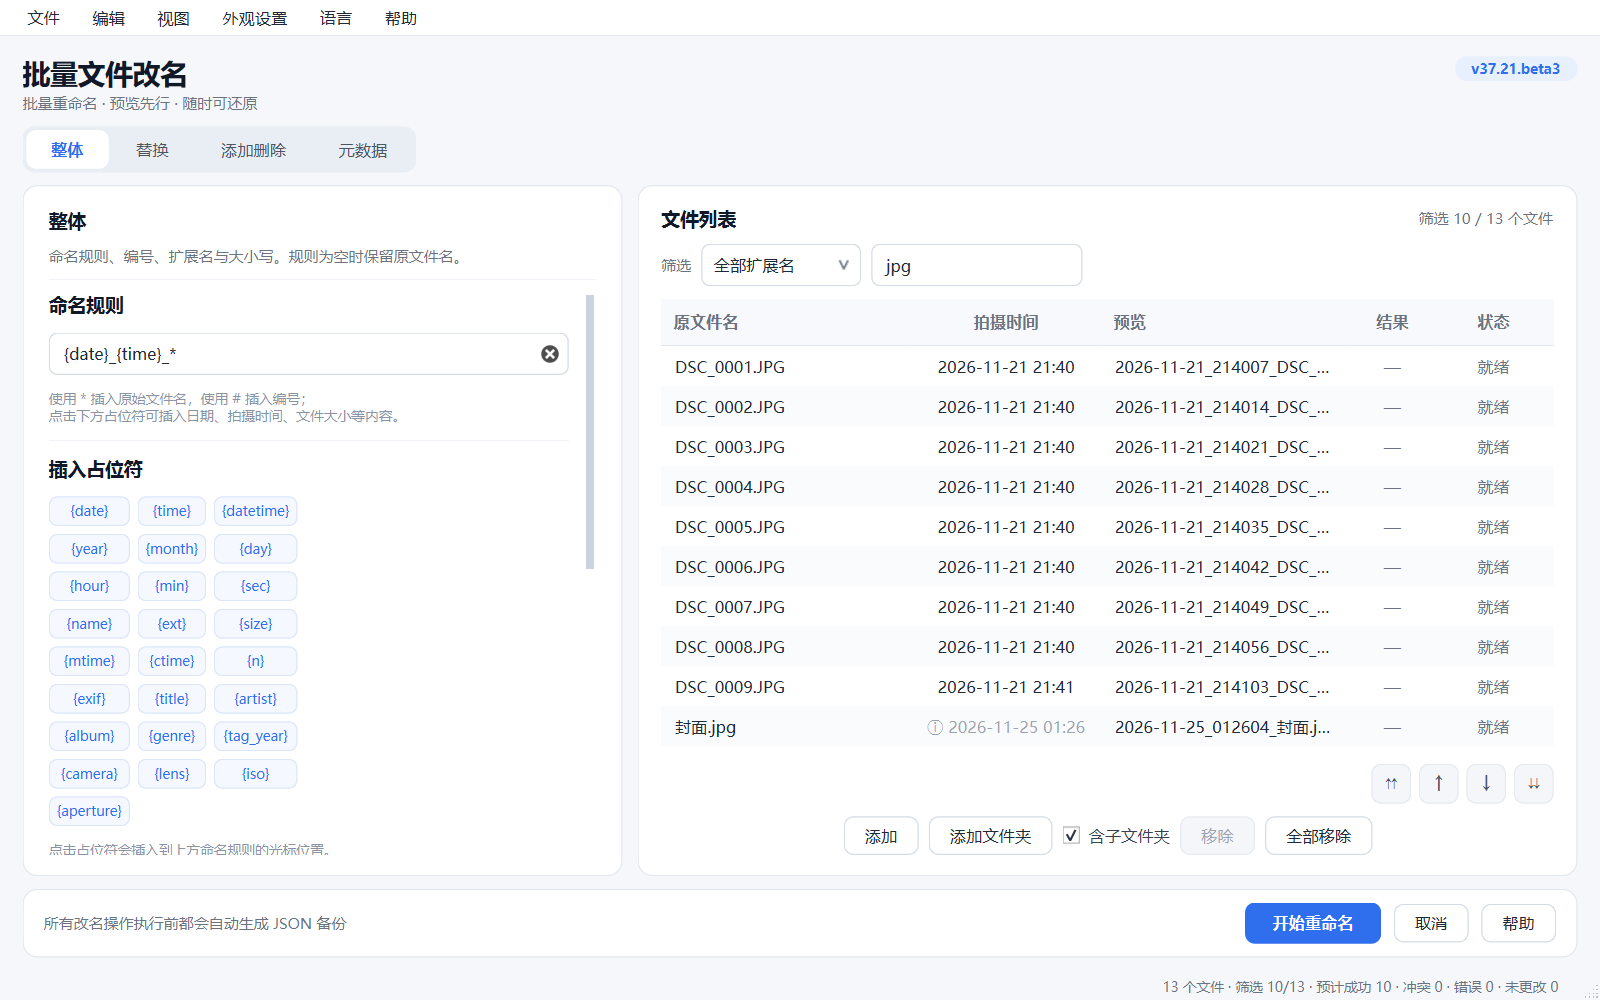 文件 编辑 视图 外观设置 语言 帮助
批量文件改名
v37.21.beta3
批量重命名 · 预览先行 · 随时可还原
整体 替换 添加删除 元数据
整体
命名规则、编号、扩展名与大小写。规则为空时保留原文件名。
命名规则
{date}_{time}_*
使用 * 插入原始文件名，使用 # 插入编号；
点击下方占位符可插入日期、拍摄时间、文件大小等内容。
插入占位符
{date} {time} {datetime}
{year} {month} {day}
{hour} {min} {sec}
{name} {ext} {size}
{mtime} {ctime} {n}
{exif} {title} {artist}
{album} {genre} {tag_year}
{camera} {lens} {iso}
{aperture}
点击占位符会插入到上方命名规则的光标位置。
文件列表
筛选 10 / 13 个文件
筛选 全部扩展名 jpg
原文件名 拍摄时间 预览 结果 状态
DSC_0001.JPG 2026-11-21 21:40 2026-11-21_214007_DSC_... — 就绪
DSC_0002.JPG 2026-11-21 21:40 2026-11-21_214014_DSC_... — 就绪
DSC_0003.JPG 2026-11-21 21:40 2026-11-21_214021_DSC_... — 就绪
DSC_0004.JPG 2026-11-21 21:40 2026-11-21_214028_DSC_... — 就绪
DSC_0005.JPG 2026-11-21 21:40 2026-11-21_214035_DSC_... — 就绪
DSC_0006.JPG 2026-11-21 21:40 2026-11-21_214042_DSC_... — 就绪
DSC_0007.JPG 2026-11-21 21:40 2026-11-21_214049_DSC_... — 就绪
DSC_0008.JPG 2026-11-21 21:40 2026-11-21_214056_DSC_... — 就绪
DSC_0009.JPG 2026-11-21 21:41 2026-11-21_214103_DSC_... — 就绪
封面.jpg ⓘ 2026-11-25 01:26 2026-11-25_012604_封面.j... — 就绪
⇈ ↑ ↓ ⇊
添加 添加文件夹 含子文件夹 移除 全部移除
所有改名操作执行前都会自动生成 JSON 备份
开始重命名 取消 帮助
13 个文件 · 筛选 10/13 · 预计成功 10 · 冲突 0 · 错误 0 · 未更改 0